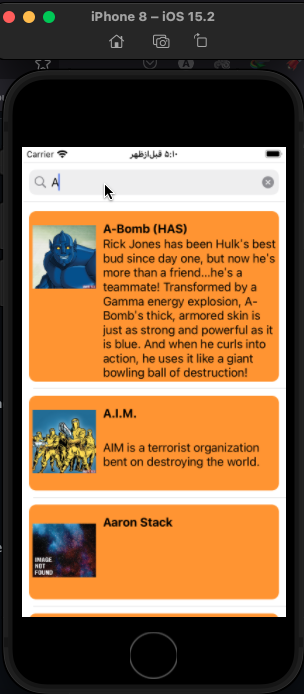 iPhone 8 – iOS 15.2
Carrier
۵:۱۰ قبل‌ازظهر
A
A-Bomb (HAS)
Rick Jones has been Hulk's best
bud since day one, but now he's
more than a friend...he's a
teammate! Transformed by a
Gamma energy explosion, A-
Bomb's thick, armored skin is
just as strong and powerful as it
is blue. And when he curls into
action, he uses it like a giant
bowling ball of destruction!
A.I.M.
AIM is a terrorist organization
bent on destroying the world.
Aaron Stack
IMAGE
NOT
FOUND